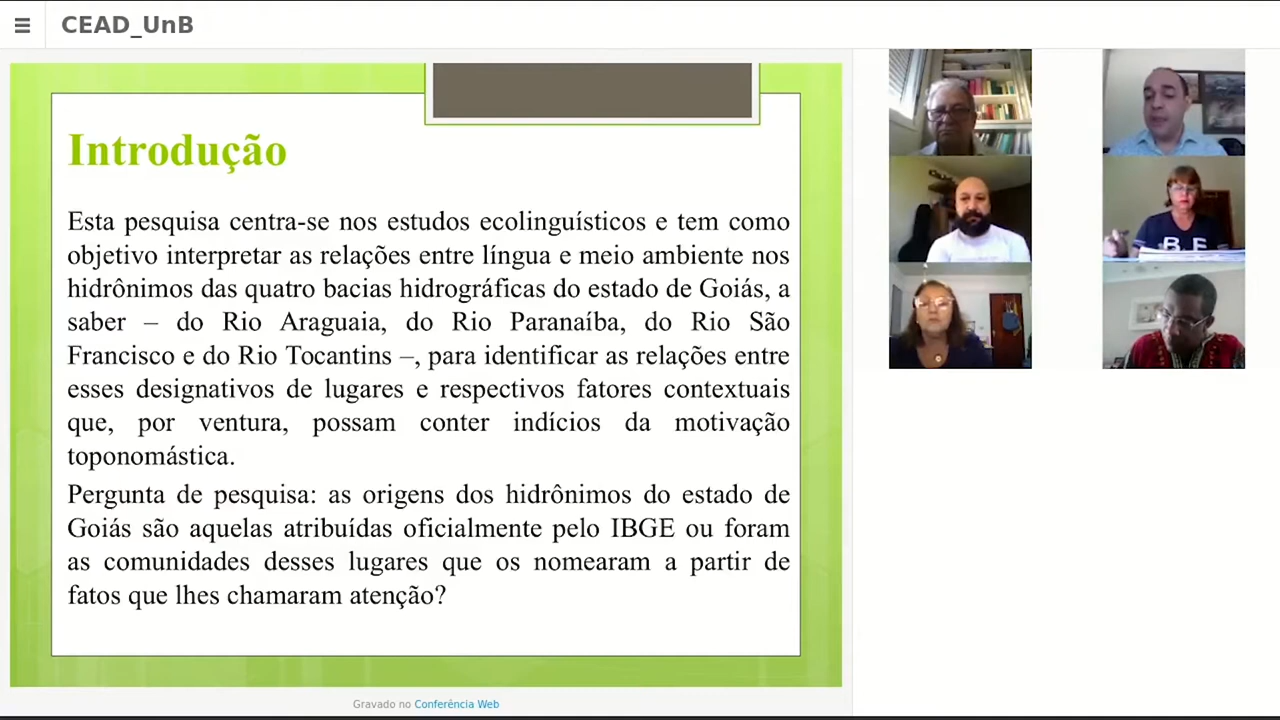 CEAD_UnB
Introdução
Esta pesquisa centra-se nos estudos ecolinguísticos e tem como
objetivo interpretar as relações entre língua e meio ambiente nos
hidrônimos das quatro bacias hidrográficas do estado de Goiás, a
saber – do Rio Araguaia, do Rio Paranaíba, do Rio São
Francisco e do Rio Tocantins –, para identificar as relações entre
esses designativos de lugares e respectivos fatores contextuais
que, por ventura, possam conter indícios da motivação
toponomástica.
Pergunta de pesquisa: as origens dos hidrônimos do estado de
Goiás são aquelas atribuídas oficialmente pelo IBGE ou foram
as comunidades desses lugares que os nomearam a partir de
fatos que lhes chamaram atenção?
Gravado no Conferência Web